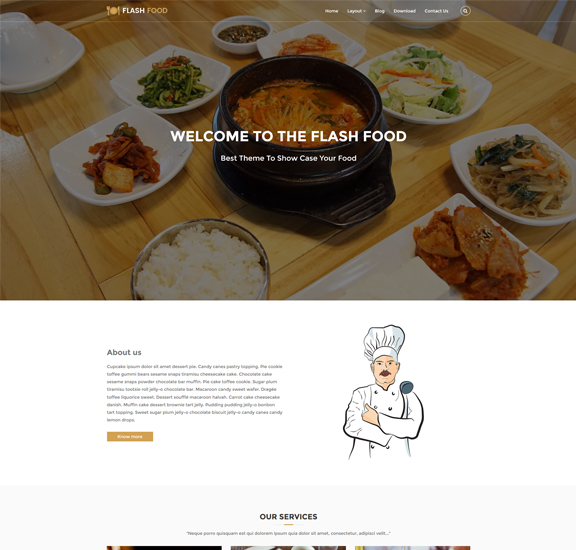 FLASH FOOD
Home Layout Blog Download Contact Us
WELCOME TO THE FLASH FOOD
Best Theme To Show Case Your Food
About us
Cupcake ipsum dolor sit amet dessert pie. Candy canes pastry topping. Pie cookie
toffee gummi bears sesame snaps tiramisu cheesecake cake. Chocolate cake
sesame snaps powder chocolate bar muffin. Pie cake toffee cookie. Sugar plum
tiramisu tootsie roll jelly-o chocolate bar. Macaroon candy sweet wafer. Dragée
toffee liquorice sweet. Dessert soufflé macaroon halvah. Carrot cake cheesecake
danish. Muffin cake dessert brownie tart jelly. Pudding pudding jelly-o bonbon
tart topping. Sweet sugar plum jelly-o chocolate biscuit jelly-o candy canes candy
lemon drops.
Know more
OUR SERVICES
"Neque porro quisquam est qui dolorem ipsum quia dolor sit amet, consectetur, adipisci velit..."